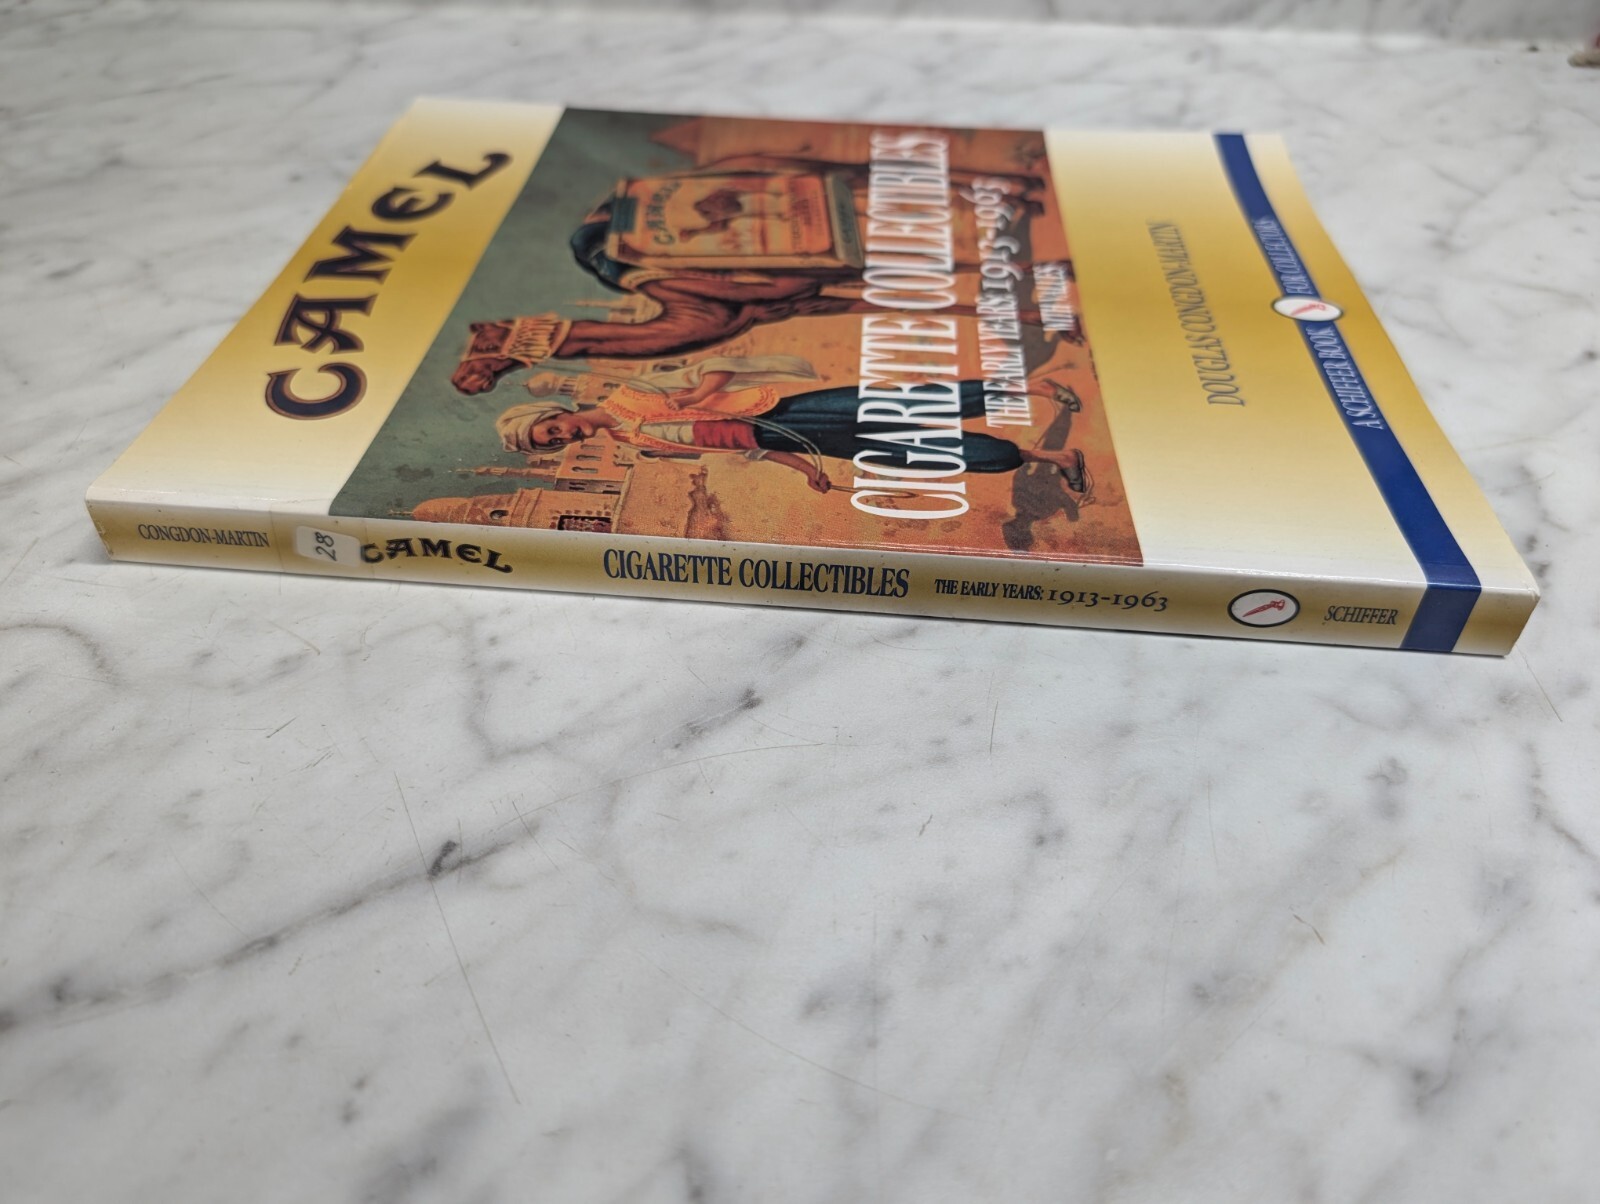 CAMEL
CAMEL
CIGARETTE COLLECTIBLES
THE EARLY YEARS: 1913-1963
WITH VALUES
DOUGLAS CONGDON-MARTIN
A SCHIFFER BOOK FOR COLLECTORS
CONGDON-MARTIN
28
CAMEL
CIGARETTE COLLECTIBLES THE EARLY YEARS: 1913-1963
SCHIFFER